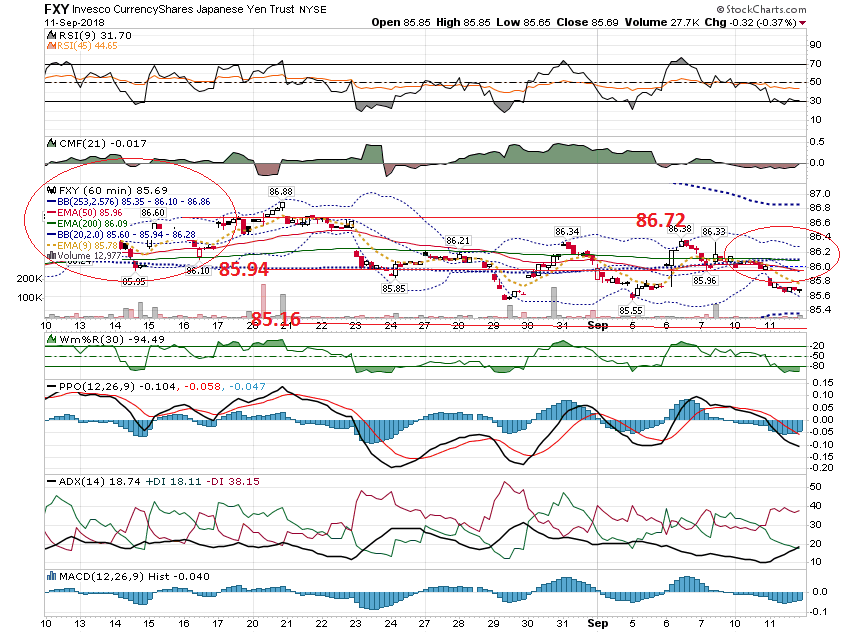 FXY Invesco CurrencyShares Japanese Yen Trust NYSE
© StockCharts.com
11-Sep-2018
Open 85.85 High 85.85 Low 85.65 Close 85.69 Volume 27.7K Chg -0.32 (-0.37%)
RSI(9) 31.70
RSI(45) 44.65
90
70
50
30
10
CMF(21) -0.017
0.5
0.0
FXY (60 min) 85.69
BB(253,2.576) 85.35 - 86.10 - 86.86
EMA(50) 85.96
EMA(200) 86.09
BB(20,2.0) 85.60 - 85.94 - 86.28
EMA(9) 85.78
Volume 12,977
200K
100K
86.60
86.88
86.72
86.21
86.34
86.38
86.33
85.95
86.10
85.94
85.85
85.96
85.55
85.16
87.0
86.8
86.6
86.4
86.2
86.0
85.8
85.6
85.4
10 13 14 15 16 17 20 21 22 23 24 27 28 29 30 31 Sep 5 6 7 10 11
Wm%R(30) -94.49
-20
-50
-80
PPO(12,26,9) -0.104, -0.058, -0.047
0.15
0.10
0.05
0.00
-0.05
-0.10
-0.15
-0.20
ADX(14) 18.74 +DI 18.11 -DI 38.15
50
40
30
20
10
MACD(12,26,9) Hist -0.040
0.0
-0.1
10 13 14 15 16 17 20 21 22 23 24 27 28 29 30 31 Sep 5 6 7 10 11